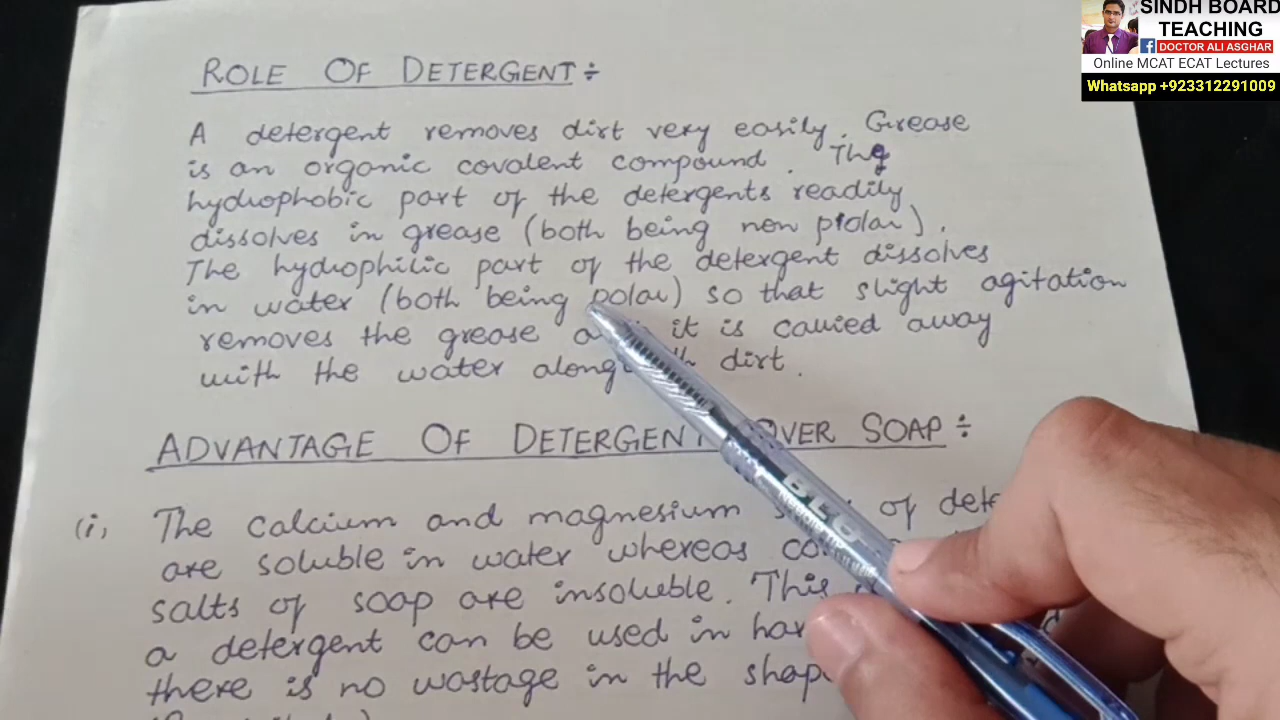 SINDH BOARD
TEACHING
DOCTOR ALI ASGHAR
Online MCAT ECAT Lectures
Whatsapp +923312291009
ROLE OF DETERGENT÷
A detergent removes dirt very easily. Grease
is an organic covalent compound. The
hydrophobic part of the detergents readily
dissolves in grease (both being non polar).
The hydrophilic part of the detergent dissolves
in water (both being polar) so that slight agitation
removes the grease it is carried away
with the water along dirt.
ADVANTAGE OF DETERGENT OVER SOAP÷
(i) The calcium and magnesium of
are soluble in water whereas
salts of soap are insoluble. This
a detergent can be used in
there is no wastage in the